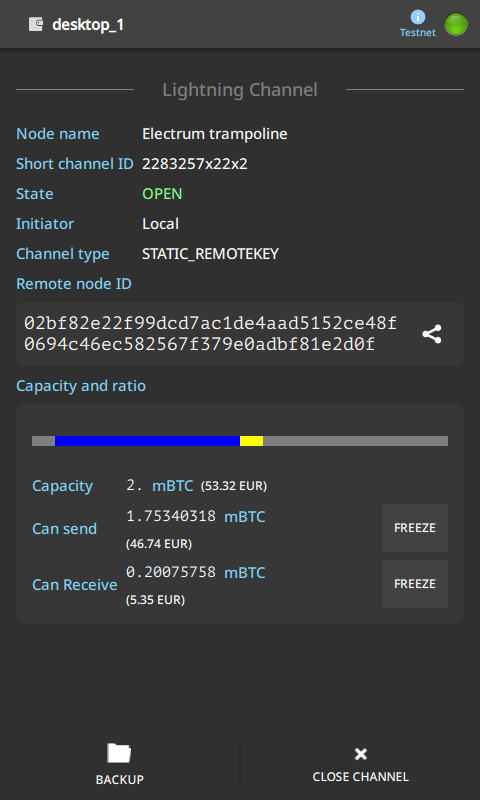 desktop_1
Testnet
Lightning Channel
Node name Electrum trampoline
Short channel ID 2283257x22x2
State OPEN
Initiator Local
Channel type STATIC_REMOTEKEY
Remote node ID
02bf82e22f99dcd7ac1de4aad5152ce48f
0694c46ec582567f379e0adbf81e2d0f
Capacity and ratio
Capacity 2. mBTC (53.32 EUR)
Can send 1.75340318 mBTC
(46.74 EUR)
FREEZE
Can Receive 0.20075758 mBTC
(5.35 EUR)
FREEZE
BACKUP
CLOSE CHANNEL